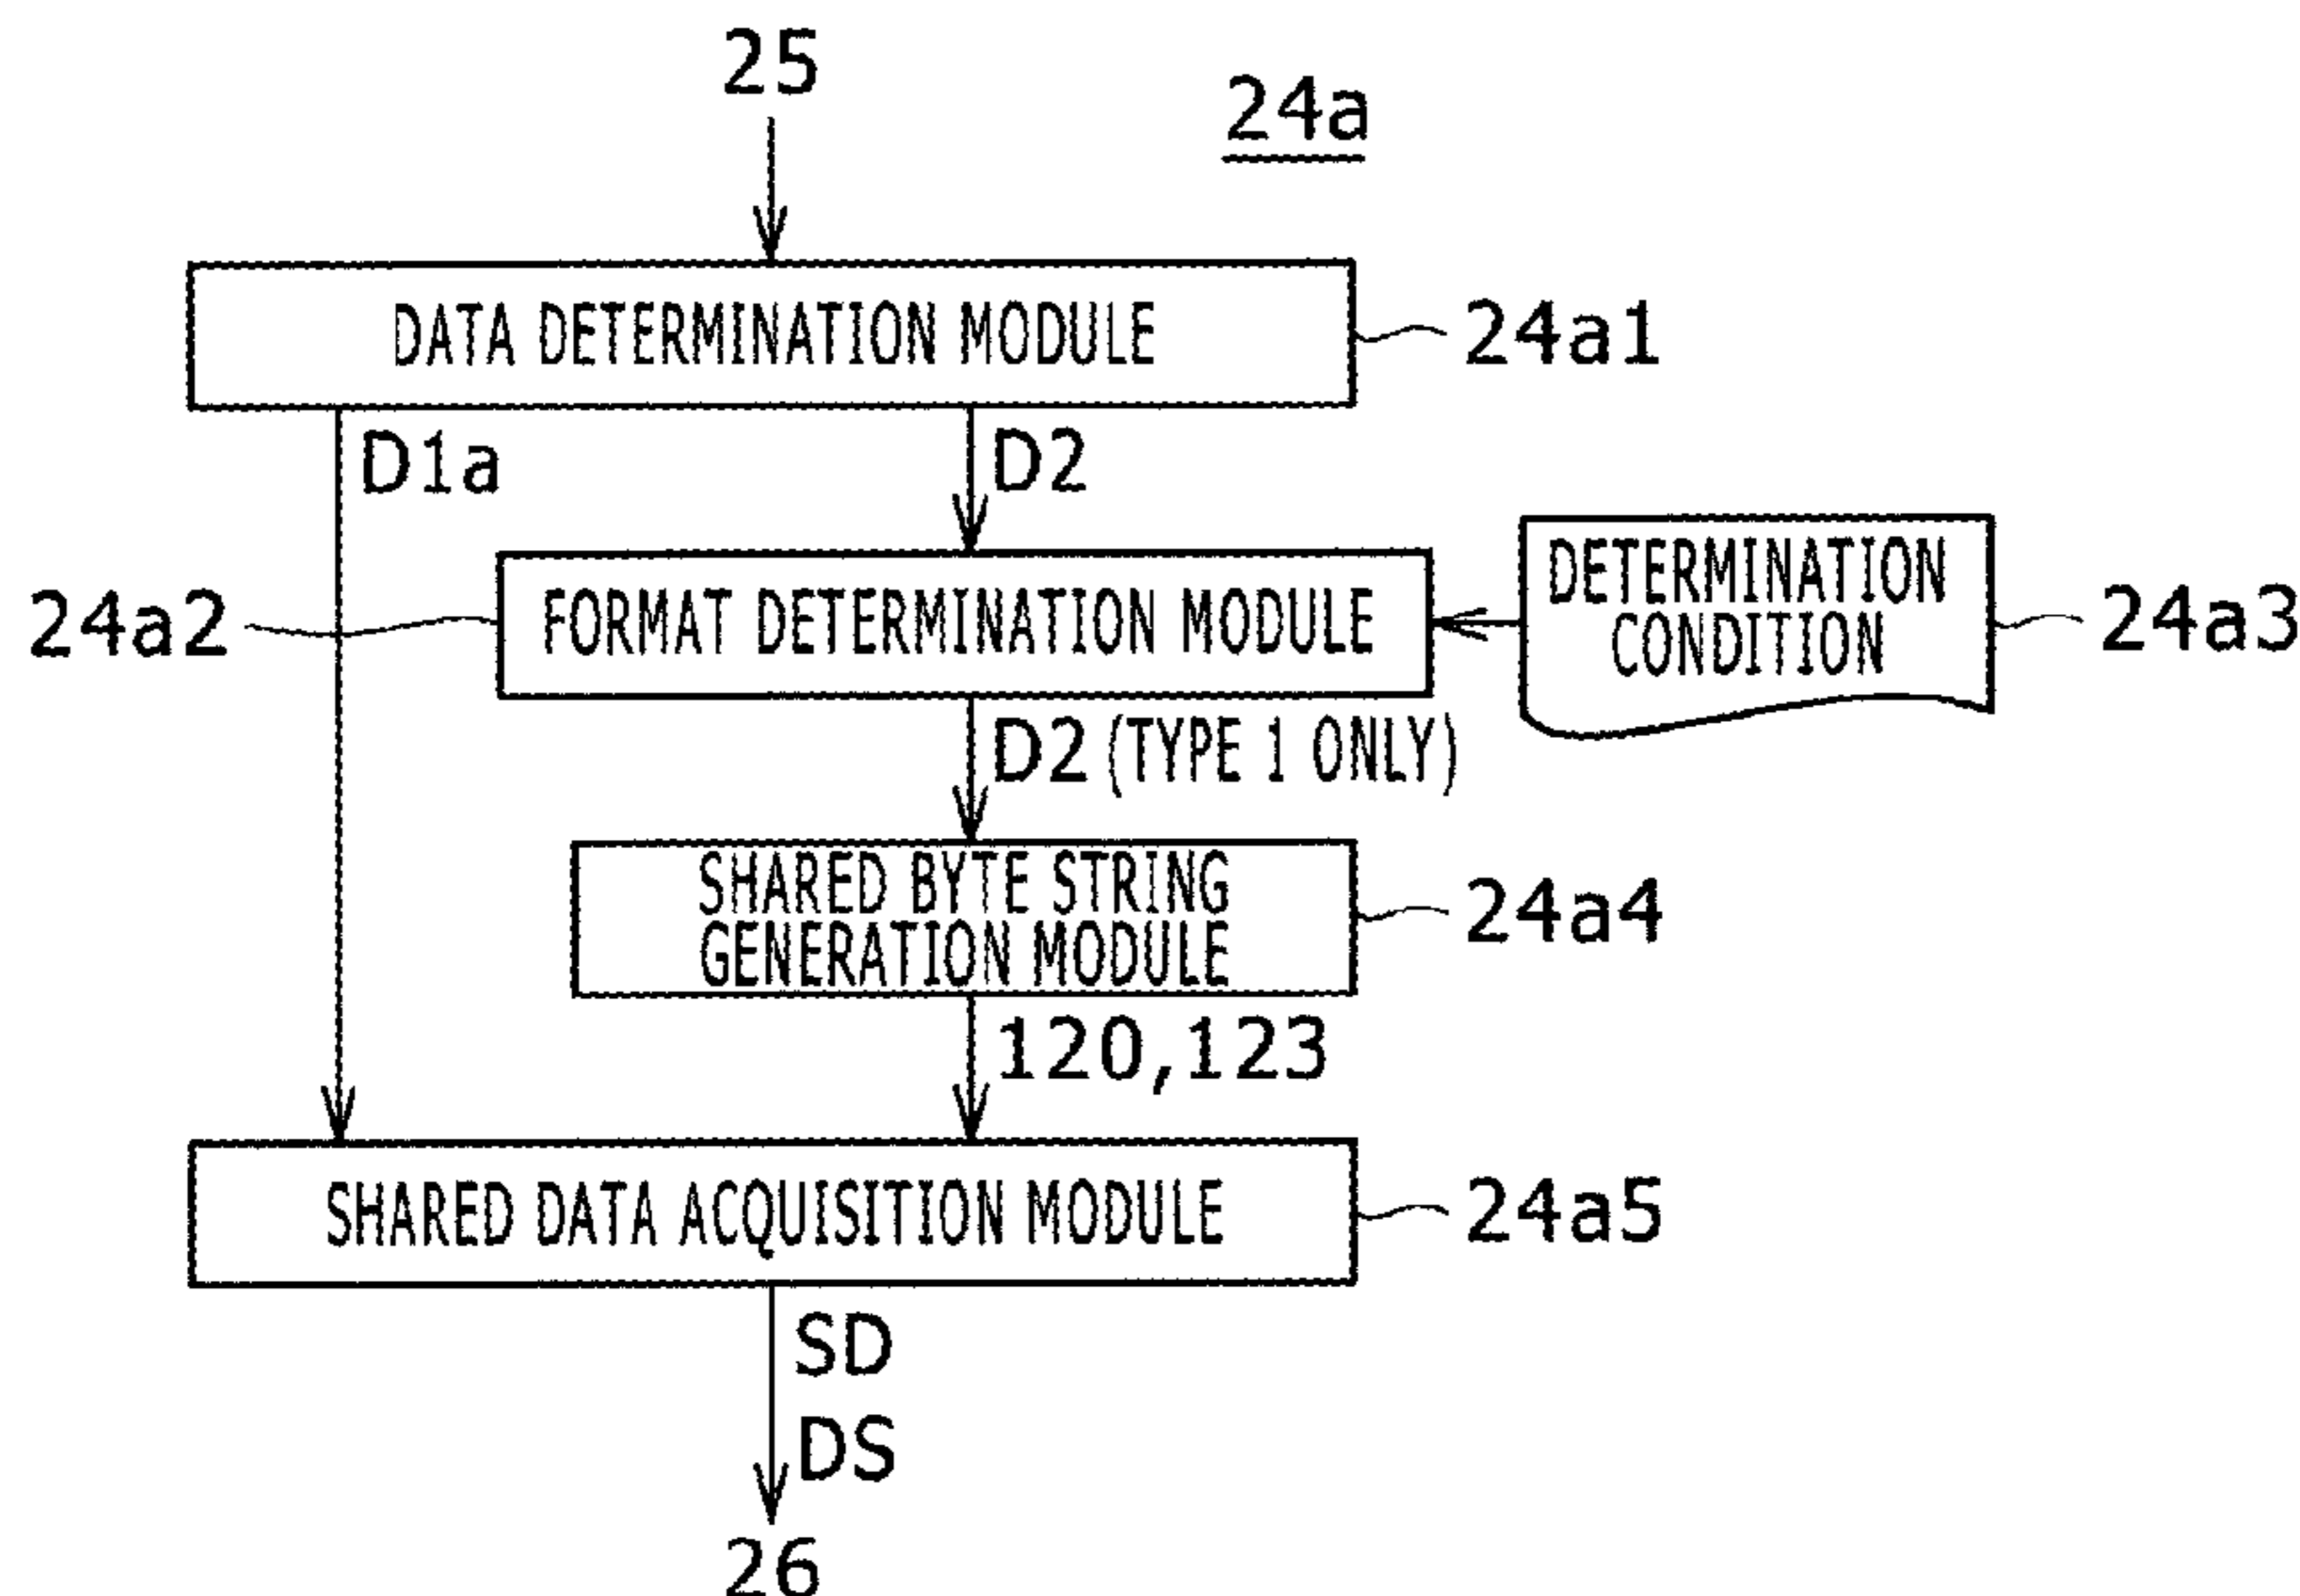 25
24a
DATA DETERMINATION MODULE
24a1
D1a
D2
24a2
FORMAT DETERMINATION MODULE
DETERMINATION
CONDITION
24a3
D2 (TYPE 1 ONLY)
SHARED BYTE STRING
GENERATION MODULE
24a4
120,123
SHARED DATA ACQUISITION MODULE
24a5
SD
DS
26